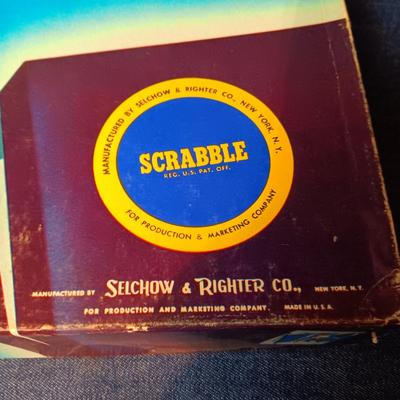 MANUFACTURED BY SELCHOW & RIGHTER CO., NEW YORK, N.Y.
SCRABBLE
REG. U.S. PAT. OFF.
FOR PRODUCTION & MARKETING COMPANY
MANUFACTURED BY SELCHOW & RIGHTER CO., NEW YORK, N.Y.
FOR PRODUCTION AND MARKETING COMPANY. MADE IN U.S.A.